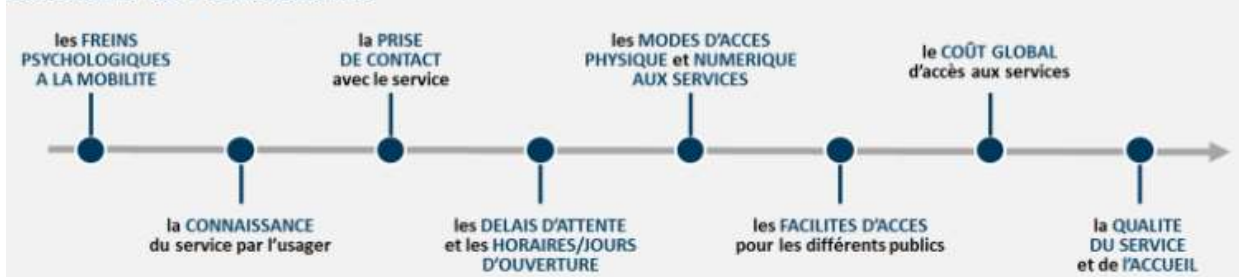 les FREINS
PSYCHOLOGIQUES
A LA MOBILITE
la CONNAISSANCE
du service par l'usager
la PRISE
DE CONTACT
avec le service
les DELAIS D'ATTENTE
et les HORAIRES/JOURS
D'OUVERTURE
les MODES D'ACCES
PHYSIQUE et NUMERIQUE
AUX SERVICES
les FACILITES D'ACCES
pour les différents publics
le COÛT GLOBAL
d'accès aux services
la QUALITE
DU SERVICE
et de l'ACCUEIL